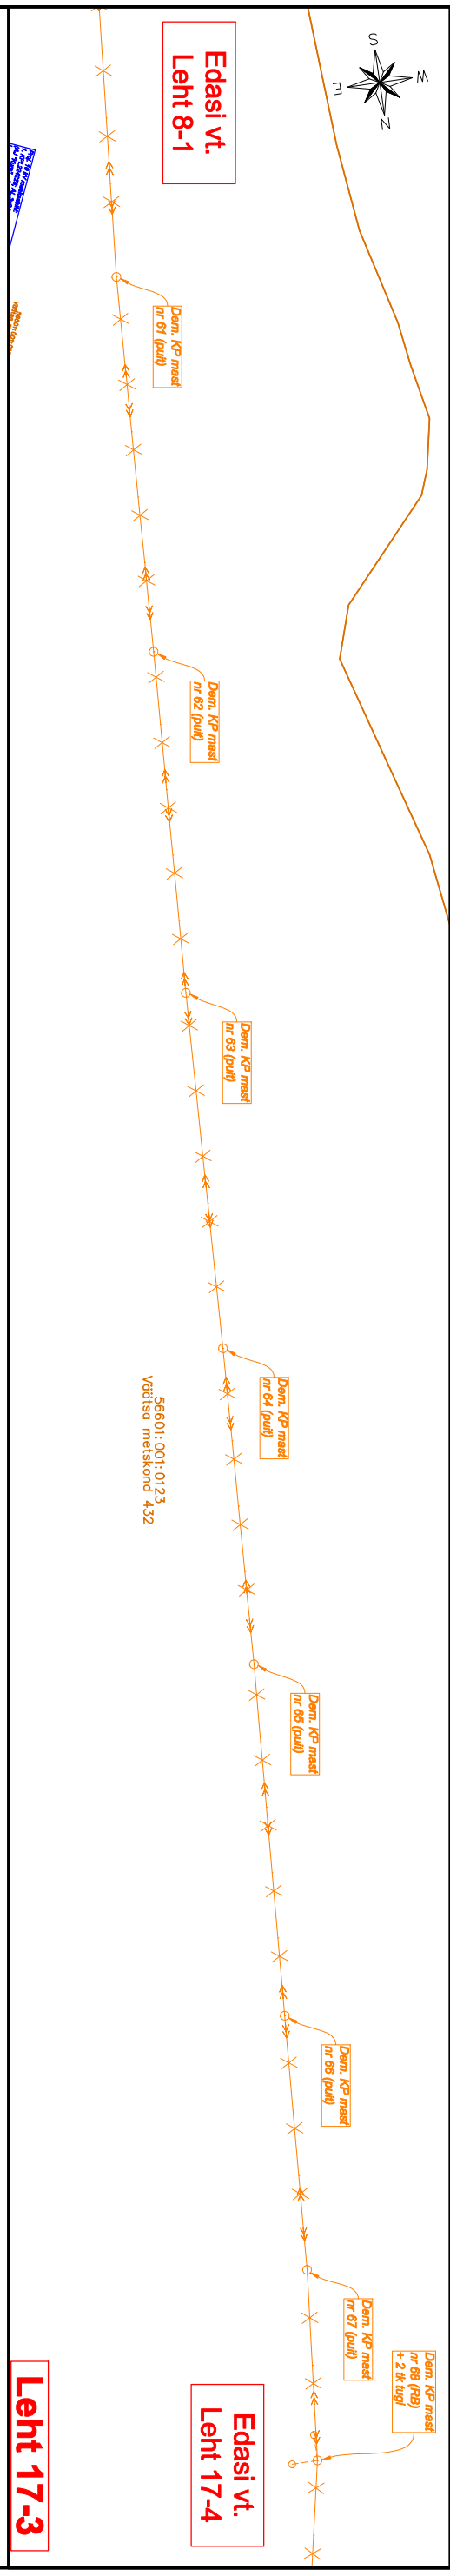 Edasi vt.
Leht 8-1
S
W
E
N
Dem. KP mast
nr 61 (puit)
Dem. KP mast
nr 62 (puit)
Dem. KP mast
nr 63 (puit)
Dem. KP mast
nr 64 (puit)
56601:001:0123
Väätsa metskond 432
Dem. KP mast
nr 65 (puit)
Dem. KP mast
nr 66 (puit)
Dem. KP mast
nr 67 (puit)
Dem. KP mast
nr 68 (RB)
+ 2 tk tugi
Edasi vt.
Leht 17-4
Leht 17-3